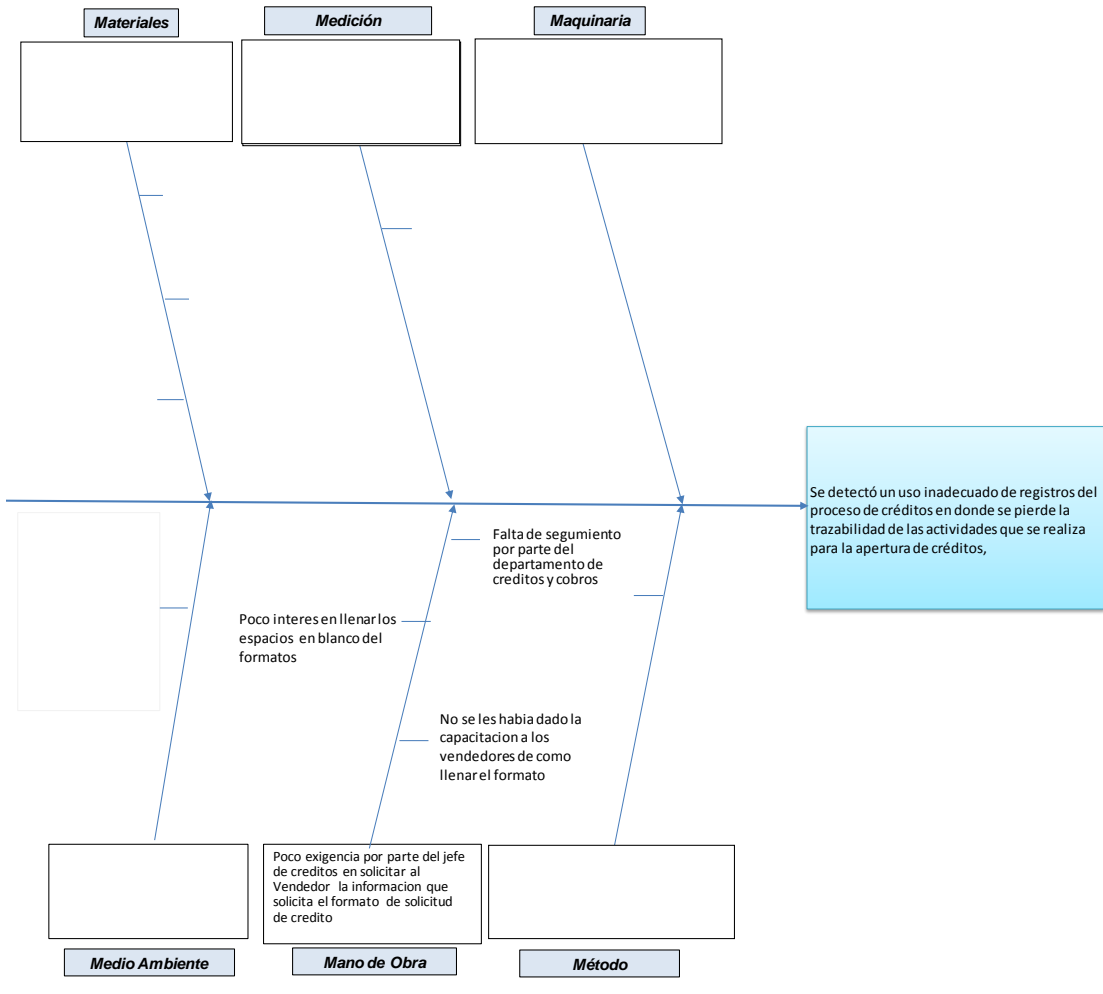 Materiales
Medición
Maquinaria
Se detectó un uso inadecuado de registros del
proceso de créditos en donde se pierde la
trazabilidad de las actividades que se realiza
para la apertura de créditos,
Falta de segumiento
por parte del
departamento de
creditos y cobros
Poco interes en llenar los
espacios en blanco del
formatos
No se les habia dado la
capacitacion a los
vendedores de como
llenar el formato
Poco exigencia por parte del jefe
de creditos en solicitar al
Vendedor la informacion que
solicita el formato de solicitud
de credito
Medio Ambiente
Mano de Obra
Método